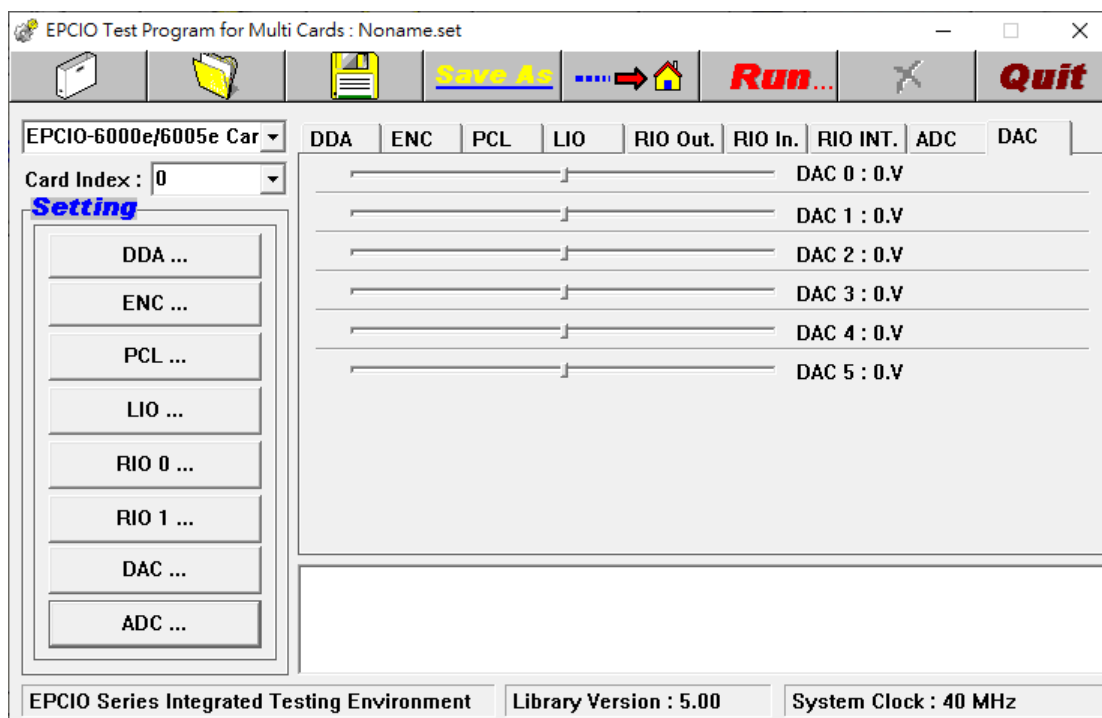 EPCIO Test Program for Multi Cards : Noname.set
Save As
Run...
Quit
EPCIO-6000e/6005e Car
Card Index : 0
Setting
DDA ...
ENC ...
PCL ...
LIO ...
RIO 0 ...
RIO 1 ...
DAC ...
ADC ...
DDA ENC PCL LIO RIO Out. RIO In. RIO INT. ADC DAC
DAC 0 : 0.V
DAC 1 : 0.V
DAC 2 : 0.V
DAC 3 : 0.V
DAC 4 : 0.V
DAC 5 : 0.V
EPCIO Series Integrated Testing Environment Library Version : 5.00 System Clock : 40 MHz